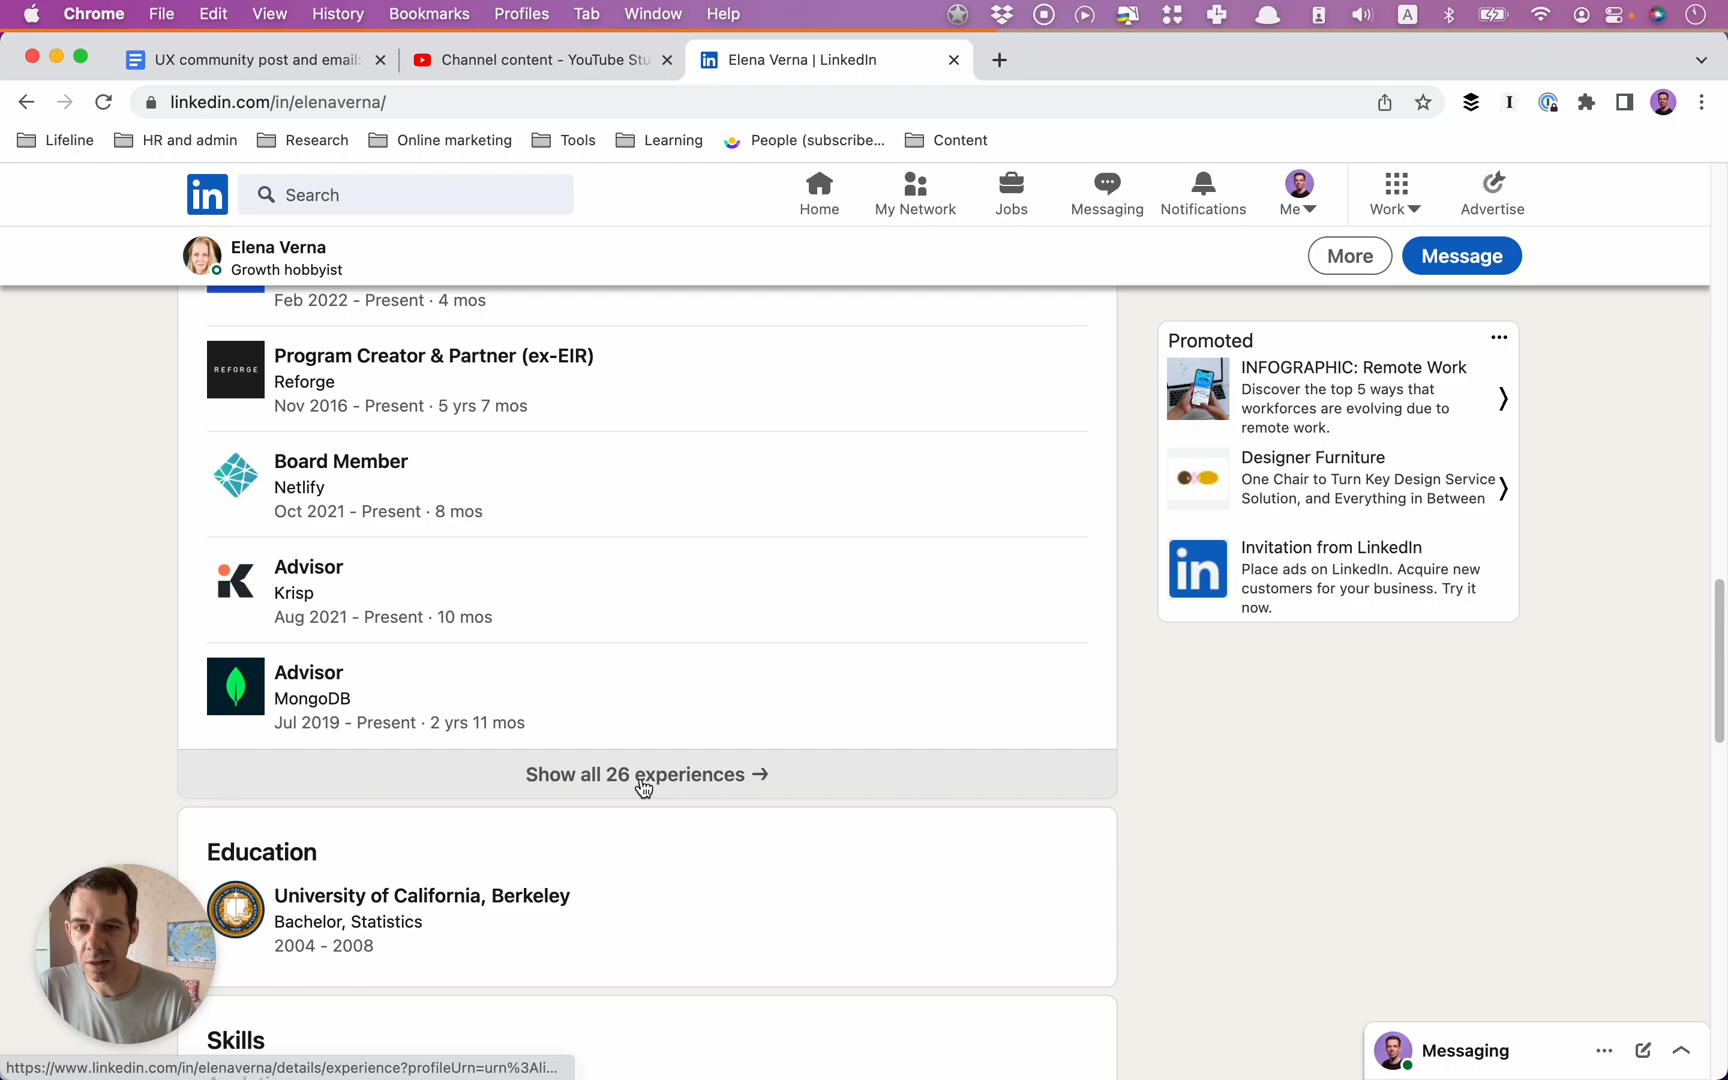 Chrome File Edit View History Bookmarks Profiles Tab Window Help
UX community post and email
Channel content - YouTube Stu
Elena Verna | LinkedIn
linkedin.com/in/elenaverna/
Lifeline HR and admin Research Online marketing Tools Learning People (subscribe... Content
Search
Home My Network Jobs Messaging Notifications Me Work Advertise
Elena Verna
Growth hobbyist
More
Message
Feb 2022 - Present · 4 mos
REFORGE
Program Creator & Partner (ex-EIR)
Reforge
Nov 2016 - Present · 5 yrs 7 mos
Board Member
Netlify
Oct 2021 - Present · 8 mos
Advisor
Krisp
Aug 2021 - Present · 10 mos
Advisor
MongoDB
Jul 2019 - Present · 2 yrs 11 mos
Show all 26 experiences →
Education
University of California, Berkeley
Bachelor, Statistics
2004 - 2008
Skills
Promoted
INFOGRAPHIC: Remote Work
Discover the top 5 ways that
workforces are evolving due to
remote work.
Designer Furniture
One Chair to Turn Key Design Service
Solution, and Everything in Between
Invitation from LinkedIn
Place ads on LinkedIn. Acquire new
customers for your business. Try it
now.
Messaging
https://www.linkedin.com/in/elenaverna/details/experience?profileUrn=urn%3Ali...